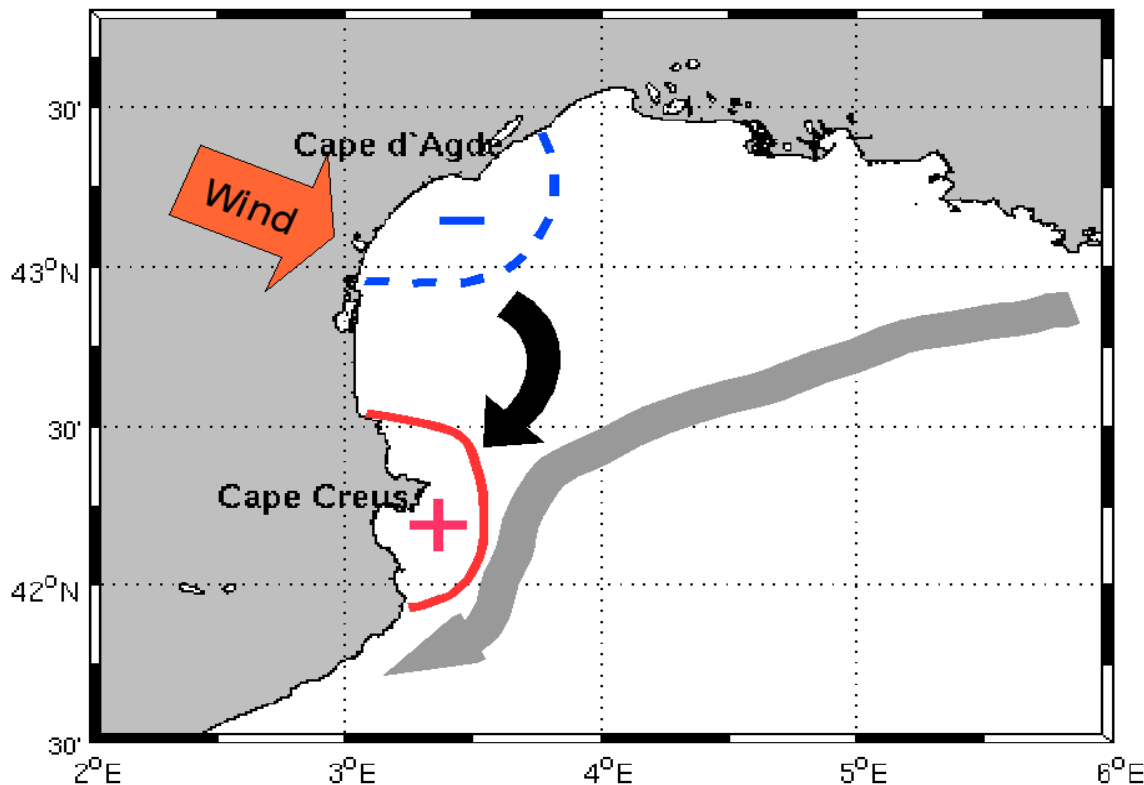 30'
Cape d`Agde
Wind
−
43°N
30'
Cape Creus
+
42°N
30'
2°E
3°E
4°E
5°E
6°E